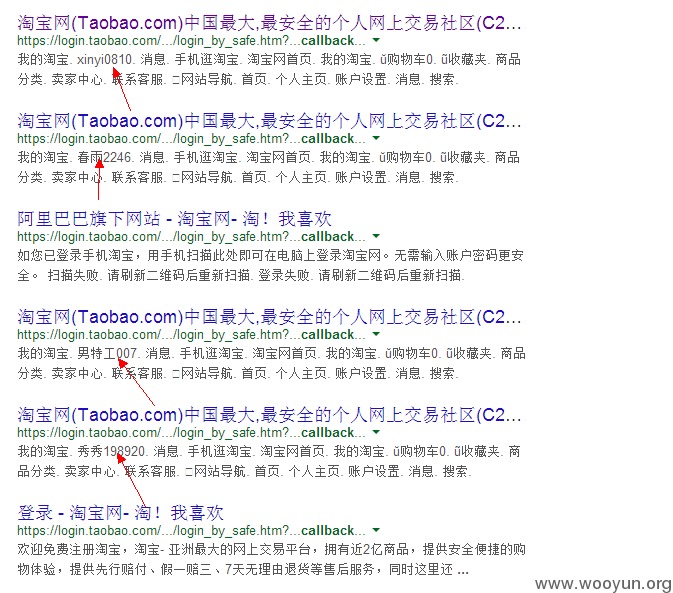 淘宝网(Taobao.com)中国最大,最安全的个人网上交易社区(C2...
https://login.taobao.com/.../login_by_safe.htm?...callback...
我的淘宝. xinyi0810. 消息. 手机逛淘宝. 淘宝网首页. 我的淘宝. ŭ购物车0. ũ收藏夹. 商品
分类. 卖家中心. 联系客服. □网站导航. 首页. 个人主页. 账户设置. 消息. 搜索.
淘宝网(Taobao.com)中国最大,最安全的个人网上交易社区(C2...
https://login.taobao.com/.../login_by_safe.htm?...callback...
我的淘宝. 春雨2246. 消息. 手机逛淘宝. 淘宝网首页. 我的淘宝. ŭ购物车0. ũ收藏夹. 商品
分类. 卖家中心. 联系客服. □网站导航. 首页. 个人主页. 账户设置. 消息. 搜索.
阿里巴巴旗下网站 - 淘宝网- 淘！我喜欢
https://login.taobao.com/.../login_by_safe.htm?...callback...
如您已登录手机淘宝，用手机扫描此处即可在电脑上登录淘宝网。无需输入账户密码更安
全。 扫描失败. 请刷新二维码后重新扫描. 登录失败. 请刷新二维码后重新扫描.
淘宝网(Taobao.com)中国最大,最安全的个人网上交易社区(C2...
https://login.taobao.com/.../login_by_safe.htm?...callback...
我的淘宝. 男特工007. 消息. 手机逛淘宝. 淘宝网首页. 我的淘宝. ŭ购物车0. ũ收藏夹. 商品
分类. 卖家中心. 联系客服. □网站导航. 首页. 个人主页. 账户设置. 消息. 搜索.
淘宝网(Taobao.com)中国最大,最安全的个人网上交易社区(C2...
https://login.taobao.com/.../login_by_safe.htm?...callback...
我的淘宝. 秀秀198920. 消息. 手机逛淘宝. 淘宝网首页. 我的淘宝. ŭ购物车0. ũ收藏夹. 商
品分类. 卖家中心. 联系客服. □网站导航. 首页. 个人主页. 账户设置. 消息. 搜索.
登录 - 淘宝网- 淘！我喜欢
https://login.taobao.com/.../login_by_safe.htm?...callback...
欢迎免费注册淘宝，淘宝- 亚洲最大的网上交易平台，拥有近2亿商品，提供安全便捷的购
物体验，提供先行赔付、假一赔三、7天无理由退货等售后服务，同时这里还 ...
www.wooyun.org